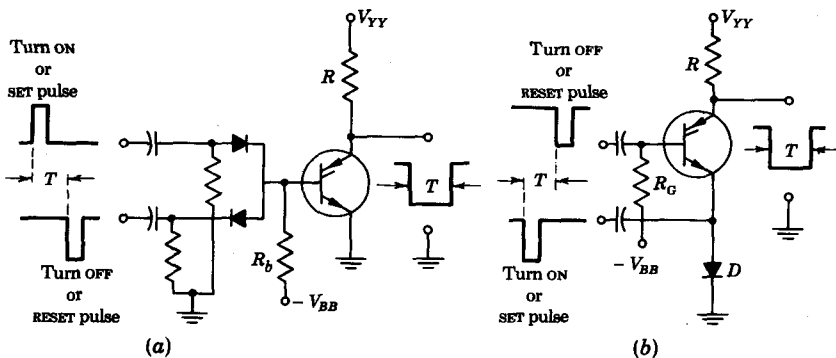 Turn ON
or
SET pulse
T
Turn OFF
or
RESET pulse
V_YY
R
T
R_b
- V_BB
(a)
Turn OFF
or
RESET pulse
T
Turn ON
or
SET pulse
V_YY
R
T
R_G
- V_BB
D
(b)